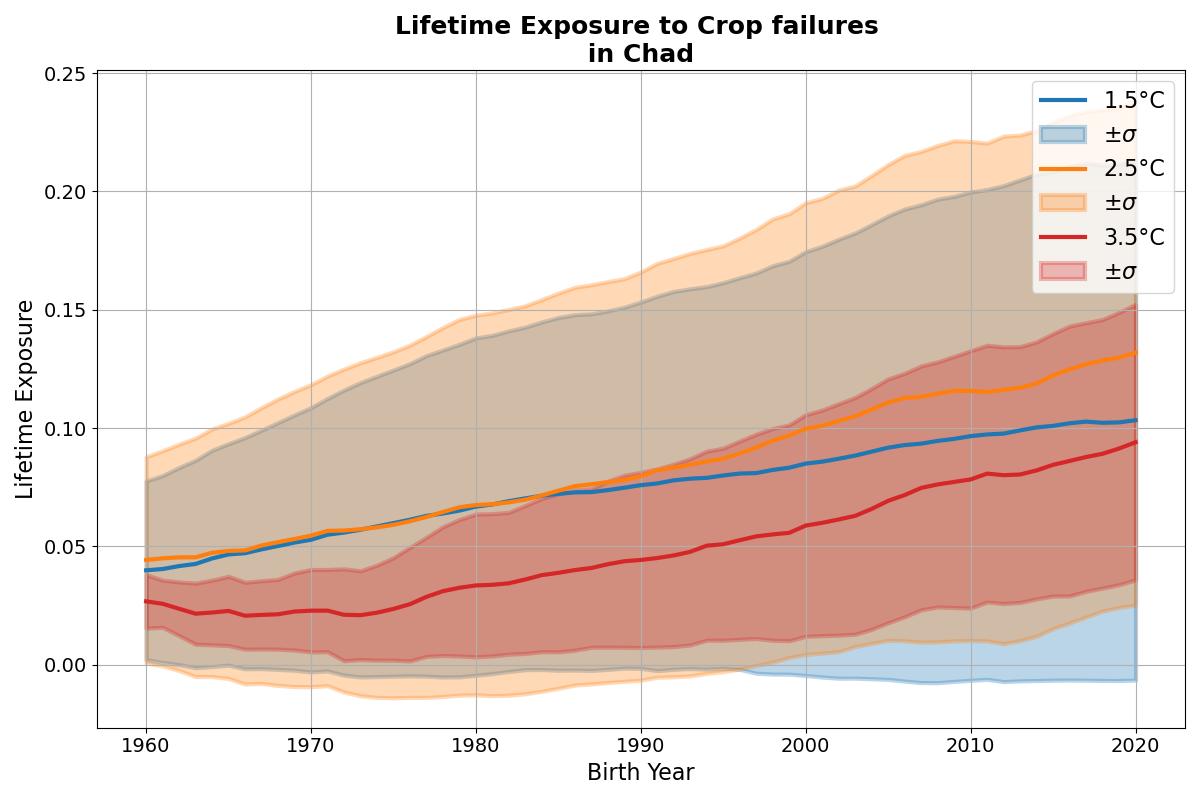 Lifetime Exposure to Crop failures
in Chad
Lifetime Exposure
0.25
0.20
0.15
0.10
0.05
0.00
1960 1970 1980 1990 2000 2010 2020
Birth Year
1.5°C
±σ
2.5°C
±σ
3.5°C
±σ